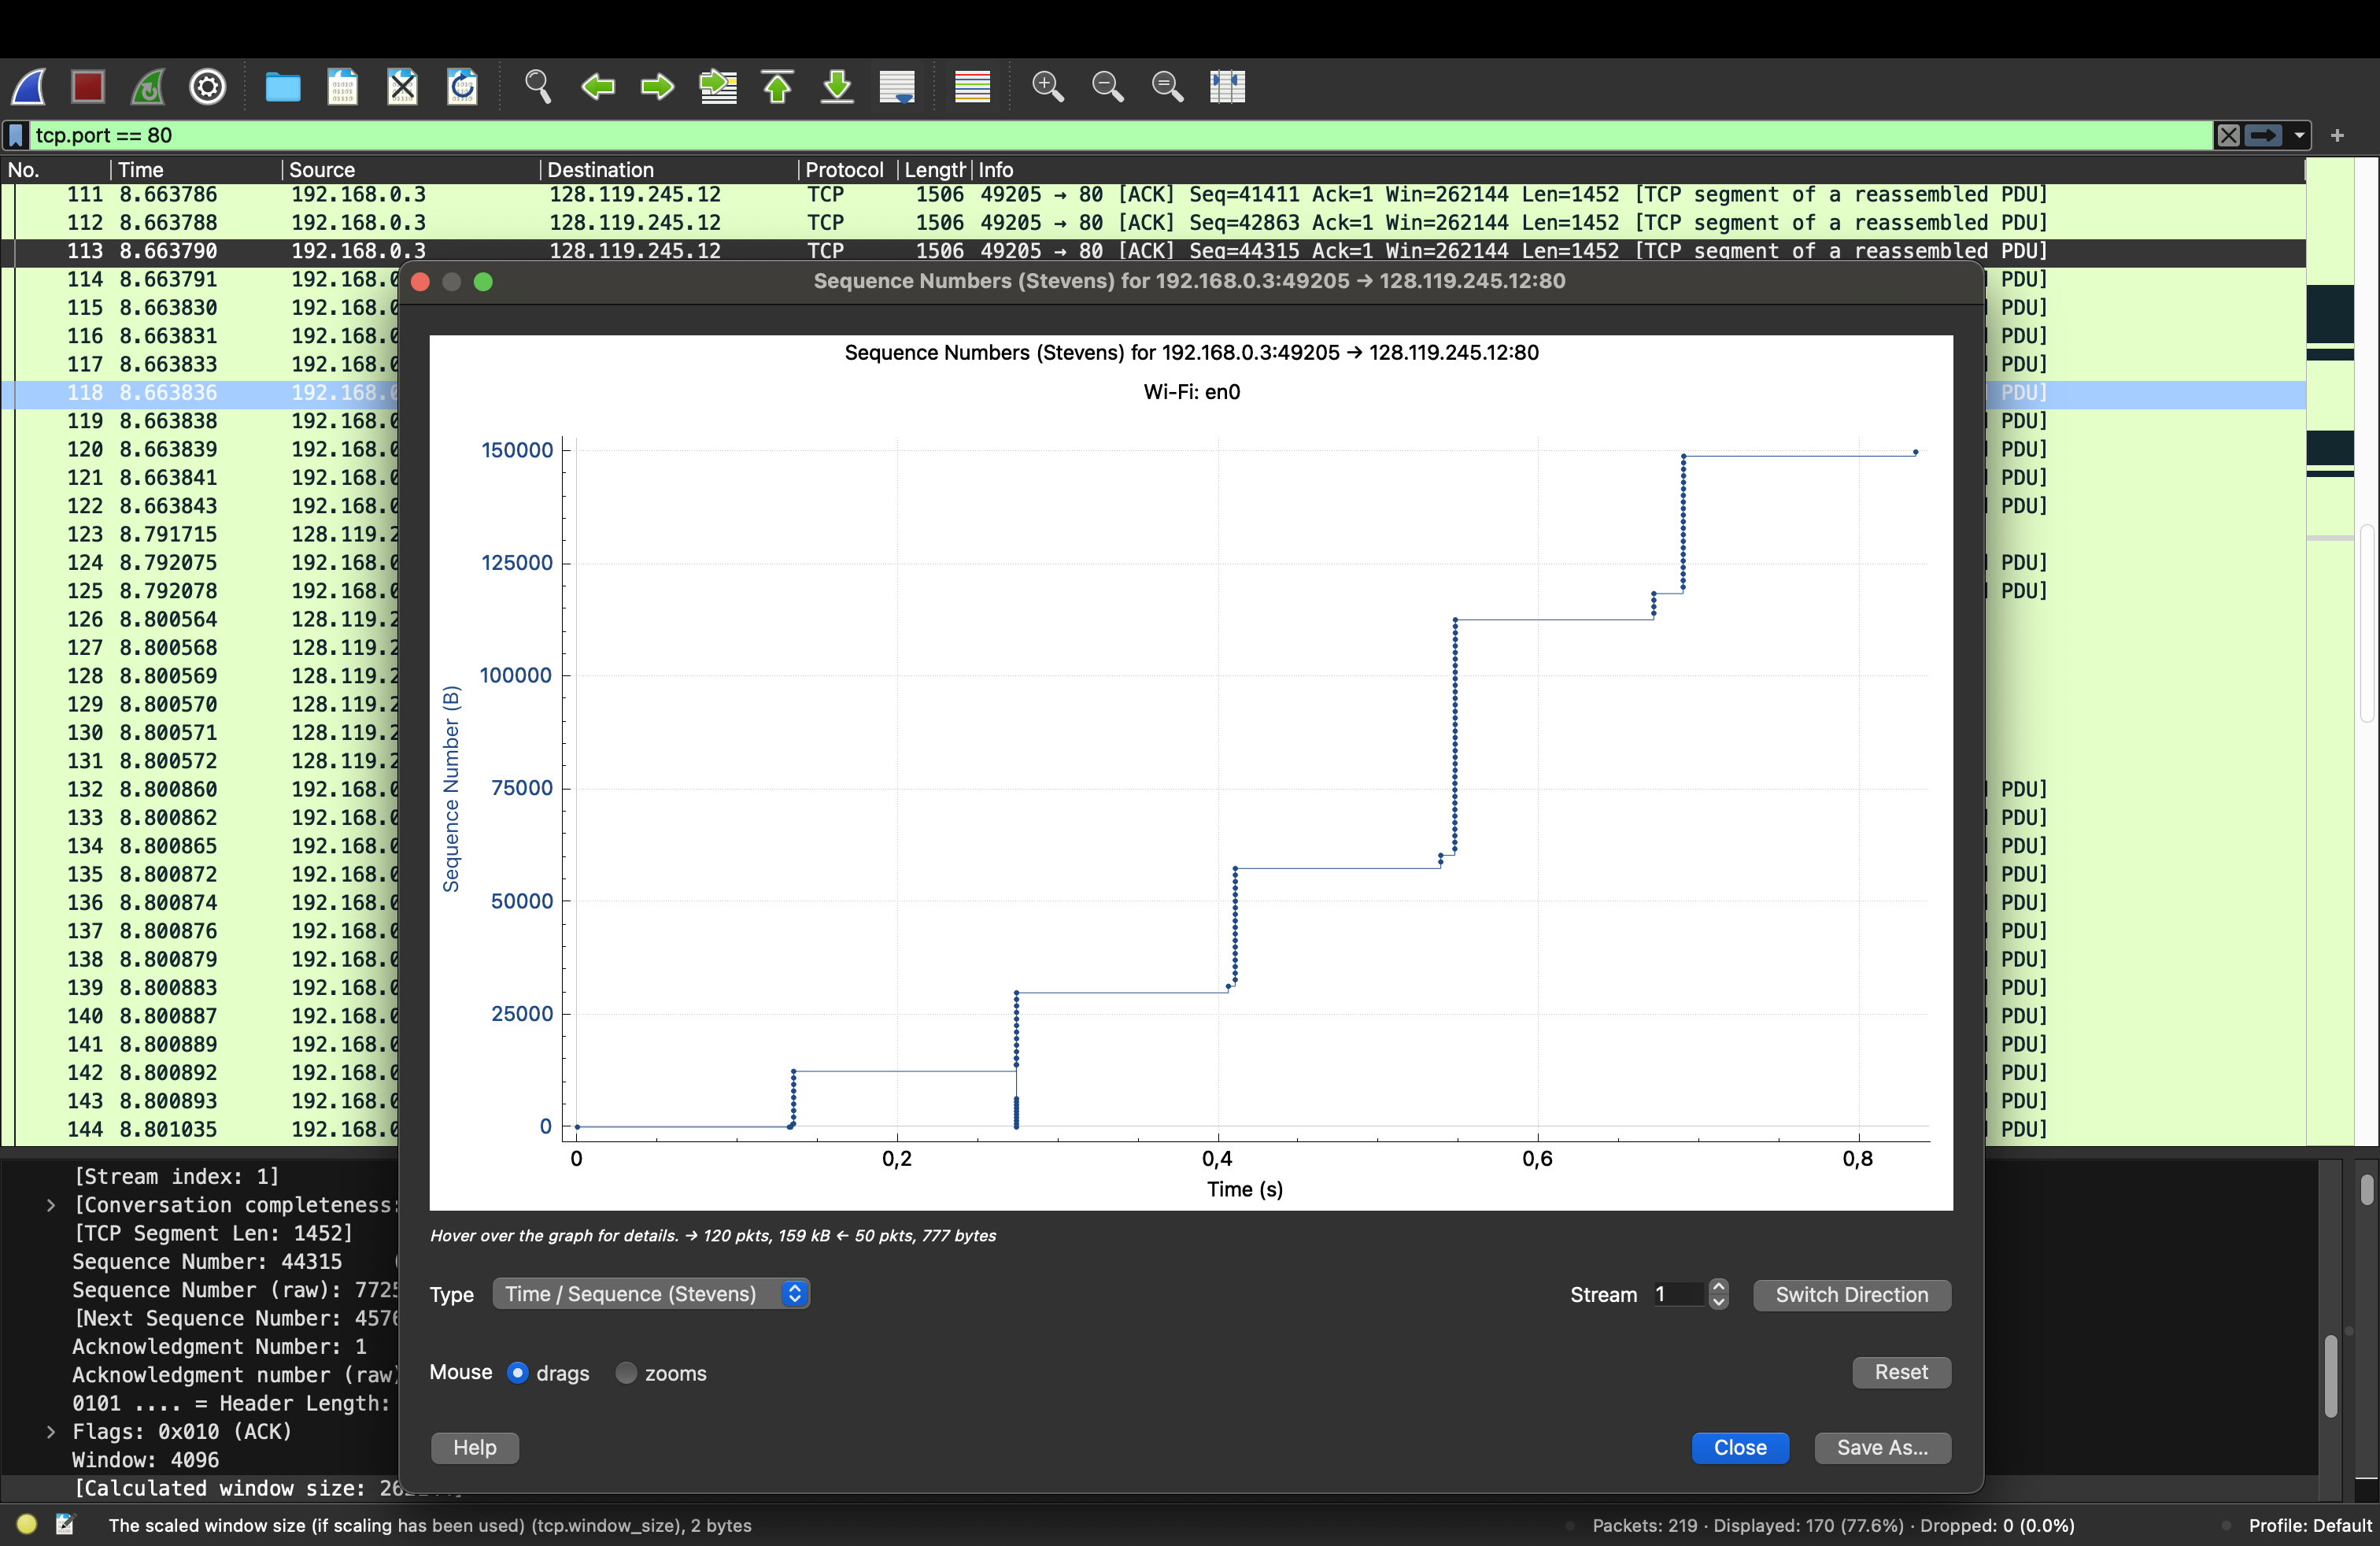 tcp.port == 80
No. Time Source Destination Protocol Length Info
111 8.663786 192.168.0.3 128.119.245.12 TCP 1506 49205 → 80 [ACK] Seq=41411 Ack=1 Win=262144 Len=1452 [TCP segment of a reassembled PDU]
112 8.663788 192.168.0.3 128.119.245.12 TCP 1506 49205 → 80 [ACK] Seq=42863 Ack=1 Win=262144 Len=1452 [TCP segment of a reassembled PDU]
113 8.663790 192.168.0.3 128.119.245.12 TCP 1506 49205 → 80 [ACK] Seq=44315 Ack=1 Win=262144 Len=1452 [TCP segment of a reassembled PDU]
114 8.663791 192.168.0 PDU]
115 8.663830 192.168.0 PDU]
116 8.663831 192.168.0 PDU]
117 8.663833 192.168.0 PDU]
118 8.663836 192.168.0 PDU]
119 8.663838 192.168.0 PDU]
120 8.663839 192.168.0 PDU]
121 8.663841 192.168.0 PDU]
122 8.663843 192.168.0 PDU]
123 8.791715 128.119.2
124 8.792075 192.168.0 PDU]
125 8.792078 192.168.0 PDU]
126 8.800564 128.119.2
127 8.800568 128.119.2
128 8.800569 128.119.2
129 8.800570 128.119.2
130 8.800571 128.119.2
131 8.800572 128.119.2
132 8.800860 192.168.0 PDU]
133 8.800862 192.168.0 PDU]
134 8.800865 192.168.0 PDU]
135 8.800872 192.168.0 PDU]
136 8.800874 192.168.0 PDU]
137 8.800876 192.168.0 PDU]
138 8.800879 192.168.0 PDU]
139 8.800883 192.168.0 PDU]
140 8.800887 192.168.0 PDU]
141 8.800889 192.168.0 PDU]
142 8.800892 192.168.0 PDU]
143 8.800893 192.168.0 PDU]
144 8.801035 192.168.0 PDU]
Sequence Numbers (Stevens) for 192.168.0.3:49205 → 128.119.245.12:80
Sequence Numbers (Stevens) for 192.168.0.3:49205 → 128.119.245.12:80
Wi-Fi: en0
Sequence Number (B)
150000
125000
100000
75000
50000
25000
0
0 0,2 0,4 0,6 0,8
Time (s)
Hover over the graph for details. → 120 pkts, 159 kB ← 50 pkts, 777 bytes
Type Time / Sequence (Stevens) Stream 1 Switch Direction
Mouse drags zooms Reset
Help Close Save As...
[Stream index: 1]
[Conversation completeness:
[TCP Segment Len: 1452]
Sequence Number: 44315
Sequence Number (raw): 7725
[Next Sequence Number: 4576
Acknowledgment Number: 1
Acknowledgment number (raw)
0101 .... = Header Length:
Flags: 0x010 (ACK)
Window: 4096
[Calculated window size: 26
The scaled window size (if scaling has been used) (tcp.window_size), 2 bytes
Packets: 219 · Displayed: 170 (77.6%) · Dropped: 0 (0.0%)
Profile: Default